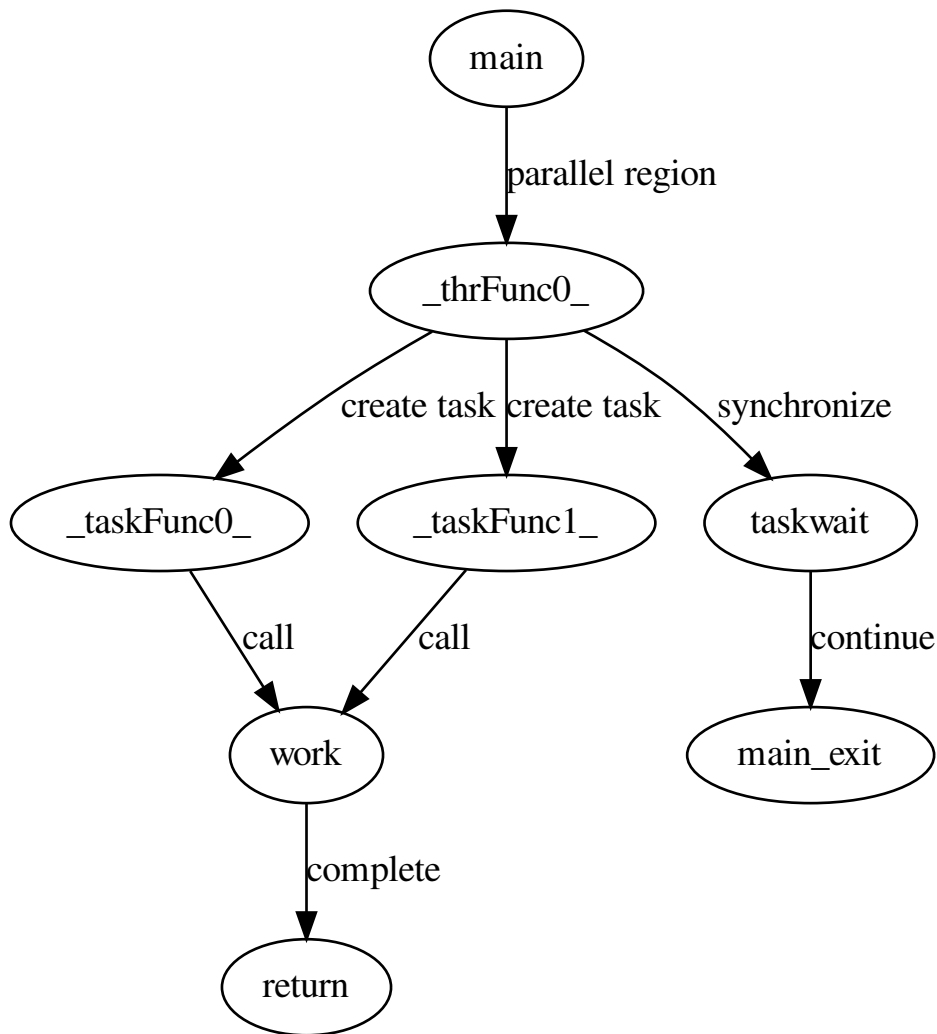 main
parallel region
_thrFunc0_
create task
create task
synchronize
_taskFunc0_
_taskFunc1_
taskwait
call
call
continue
work
main_exit
complete
return